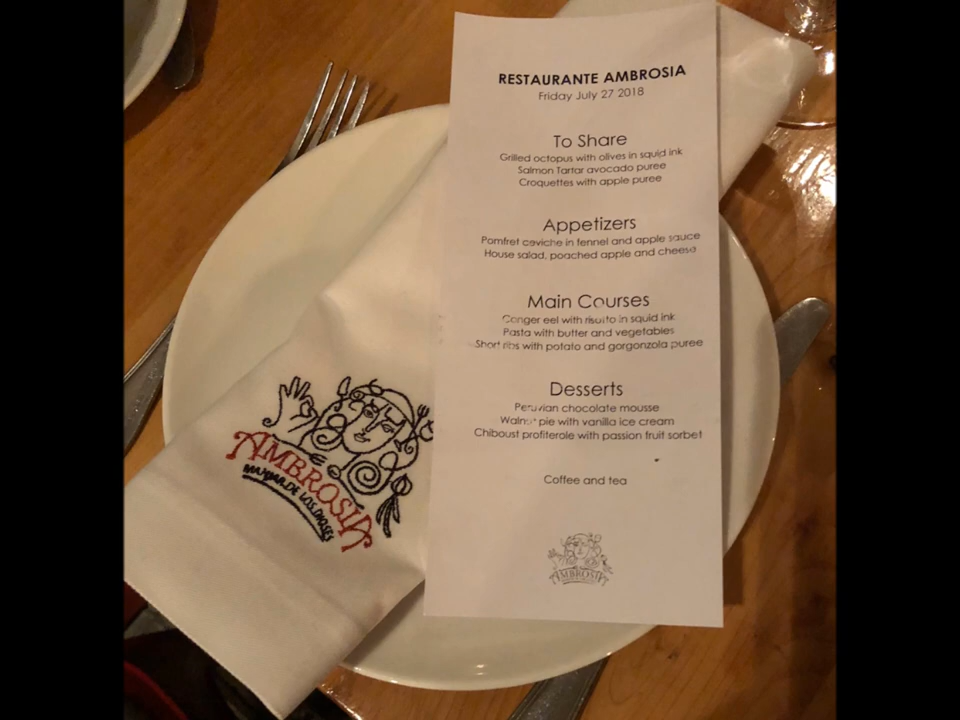 RESTAURANTE AMBROSIA
Friday July 27 2018
To Share
Grilled octopus with olives in squid ink
Salmon Tartar avocado puree
Croquettes with apple puree
Appetizers
Pomfret ceviche in fennel and apple sauce
House salad, poached apple and cheese
Main Courses
Conger eel with risotto in squid ink
Pasta with butter and vegetables
Short ribs with potato and gorgonzola puree
Desserts
Peruvian chocolate mousse
Walnut pie with vanilla ice cream
Chiboust profiterole with passion fruit sorbet
Coffee and tea
AMBROSIA
AMBROSIA
MANJAR DE LOS DIOSES